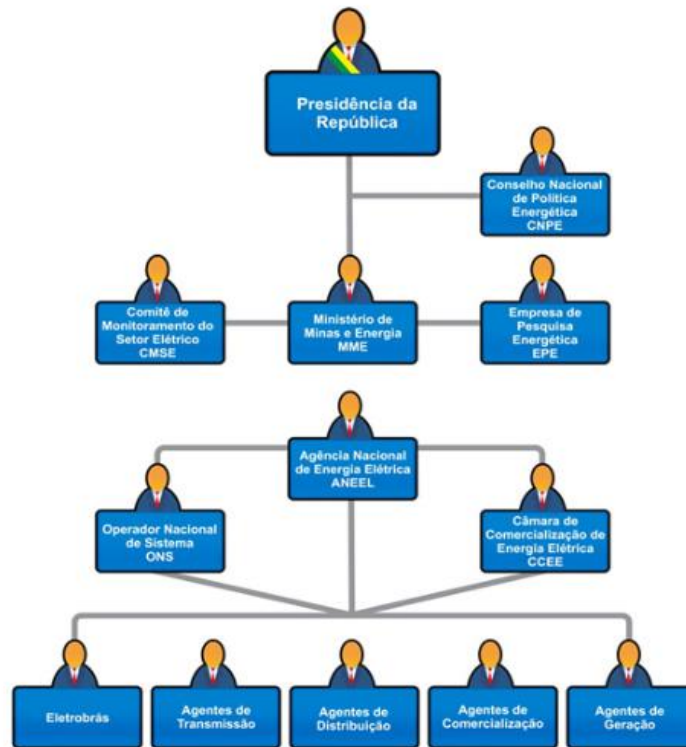 Presidência da
República
Conselho Nacional
de Política
Energética
CNPE
Comitê de
Monitoramento do
Setor Elétrico
CMSE
Ministério de
Minas e Energia
MME
Empresa de
Pesquisa
Energética
EPE
Agência Nacional
de Energia Elétrica
ANEEL
Operador Nacional
de Sistema
ONS
Câmara de
Comercialização de
Energia Elétrica
CCEE
Eletrobrás
Agentes de
Transmissão
Agentes de
Distribuição
Agentes de
Comercialização
Agentes de
Geração